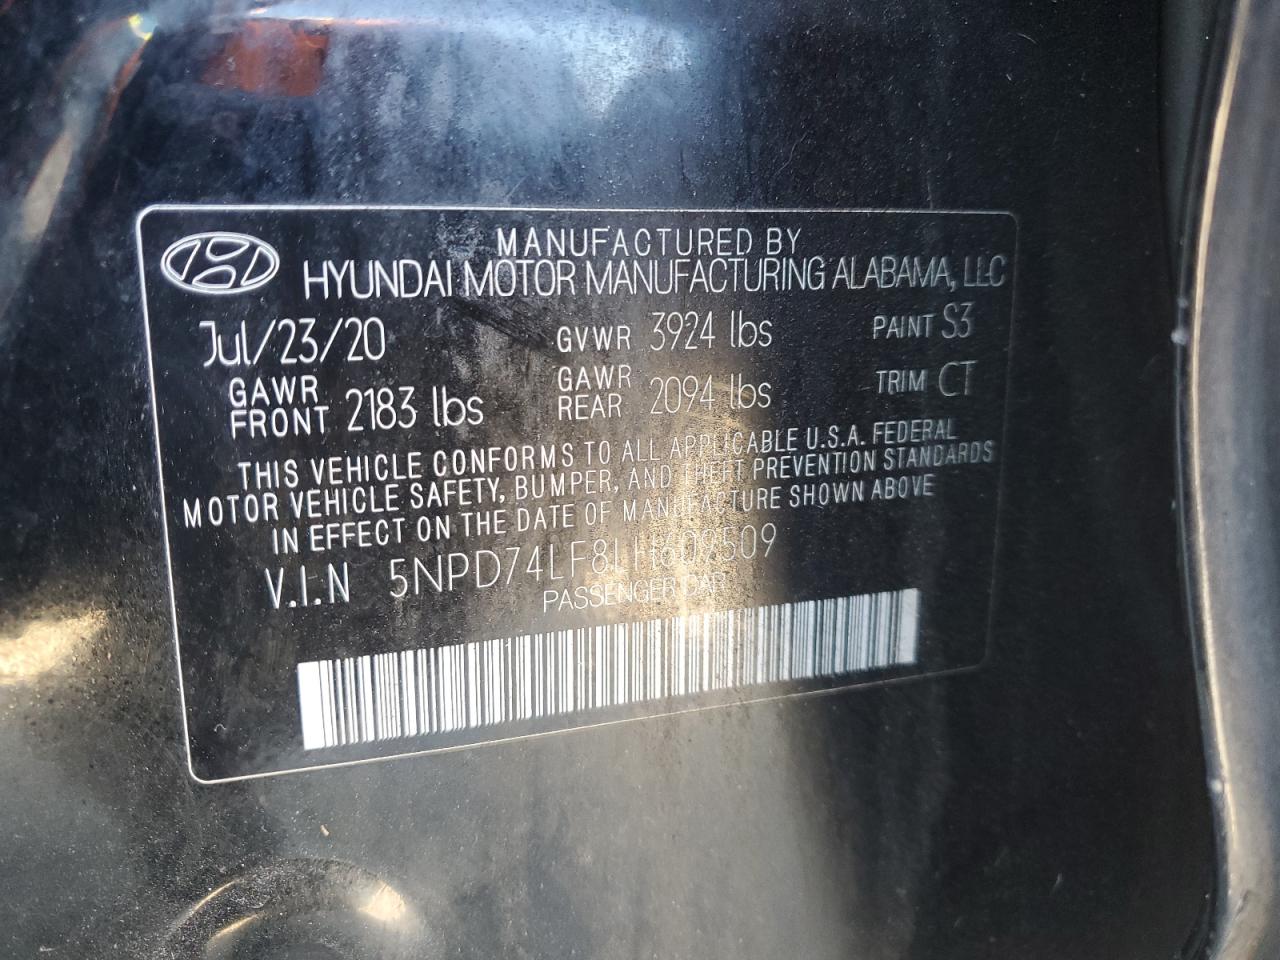 MANUFACTURED BY
HYUNDAI MOTOR MANUFACTURING ALABAMA, LLC
Jul/23/20 GVWR 3924 lbs PAINT S3
GAWR FRONT 2183 lbs GAWR REAR 2094 lbs TRIM CT
THIS VEHICLE CONFORMS TO ALL APPLICABLE U.S.A. FEDERAL
MOTOR VEHICLE SAFETY, BUMPER, AND THEFT PREVENTION STANDARDS
IN EFFECT ON THE DATE OF MANUFACTURE SHOWN ABOVE
V.I.N 5NPD74LF8LH609509
PASSENGER CAR